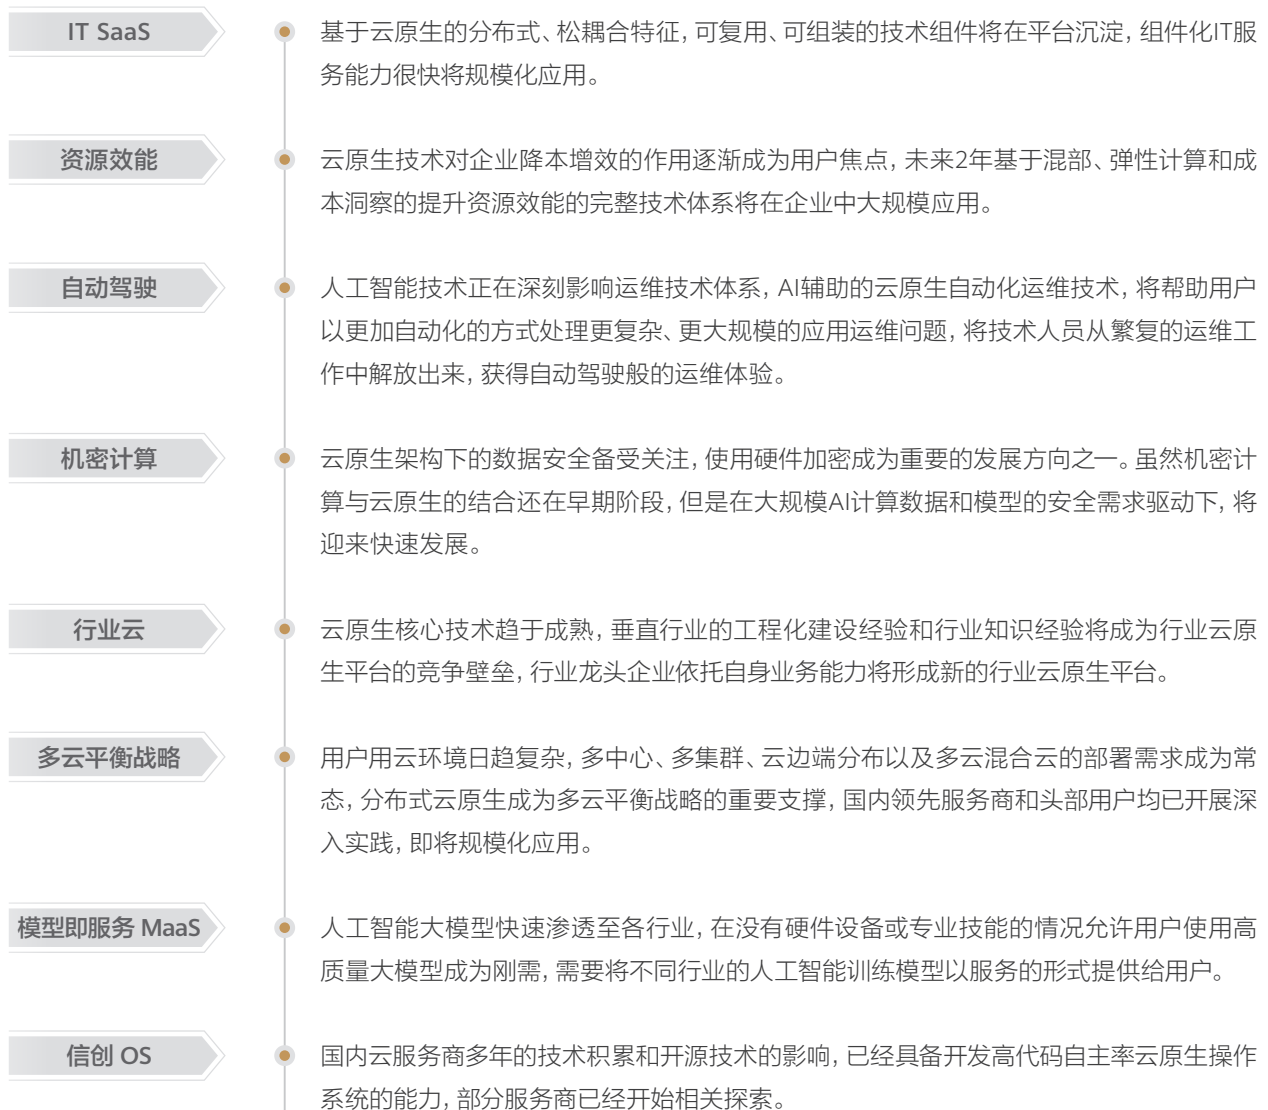 IT SaaS
基于云原生的分布式、松耦合特征，可复用、可组装的技术组件将在平台沉淀，组件化IT服
务能力很快将规模化应用。
资源效能
云原生技术对企业降本增效的作用逐渐成为用户焦点，未来2年基于混部、弹性计算和成
本洞察的提升资源效能的完整技术体系将在企业中大规模应用。
自动驾驶
人工智能技术正在深刻影响运维技术体系，AI辅助的云原生自动化运维技术，将帮助用户
以更加自动化的方式处理更复杂、更大规模的应用运维问题，将技术人员从繁复的运维工
作中解放出来，获得自动驾驶般的运维体验。
机密计算
云原生架构下的数据安全备受关注，使用硬件加密成为重要的发展方向之一。虽然机密计
算与云原生的结合还在早期阶段，但是在大规模AI计算数据和模型的安全需求驱动下，将
迎来快速发展。
行业云
云原生核心技术趋于成熟，垂直行业的工程化建设经验和行业知识经验将成为行业云原
生平台的竞争壁垒，行业龙头企业依托自身业务能力将形成新的行业云原生平台。
多云平衡战略
用户用云环境日趋复杂，多中心、多集群、云边端分布以及多云混合云的部署需求成为常
态，分布式云原生成为多云平衡战略的重要支撑，国内领先服务商和头部用户均已开展深
入实践，即将规模化应用。
模型即服务 MaaS
人工智能大模型快速渗透至各行业，在没有硬件设备或专业技能的情况允许用户使用高
质量大模型成为刚需，需要将不同行业的人工智能训练模型以服务的形式提供给用户。
信创 OS
国内云服务商多年的技术积累和开源技术的影响，已经具备开发高代码自主率云原生操作
系统的能力，部分服务商已经开始相关探索。